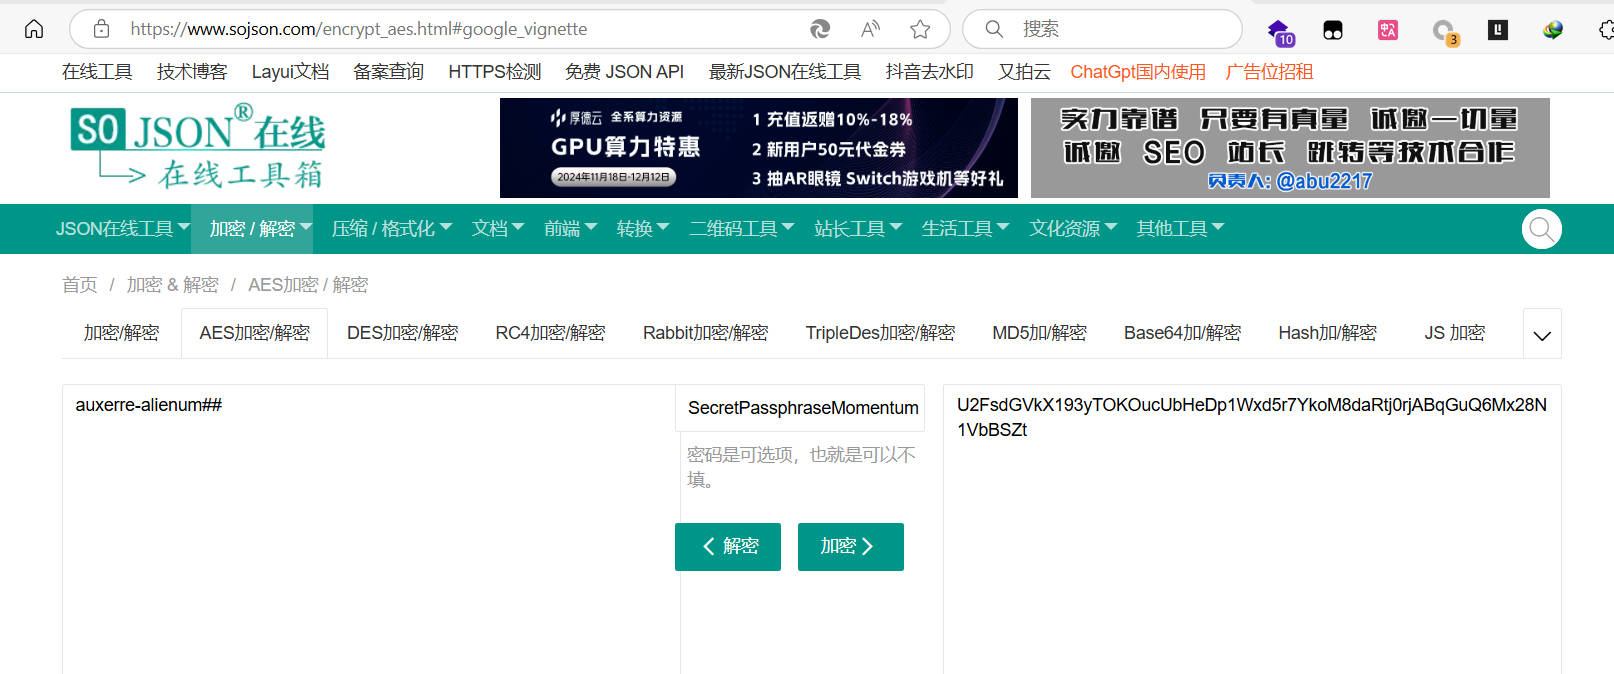 https://www.sojson.com/encrypt_aes.html#google_vignette
搜索
10
3
在线工具 技术博客 Layui文档 备案查询 HTTPS检测 免费 JSON API 最新JSON在线工具 抖音去水印 又拍云 ChatGpt国内使用 广告位招租
SO JSON®在线
在线工具箱
厚德云 全系算力资源
GPU算力特惠
2024年11月18日-12月12日
1 充值返赠10%-18%
2 新用户50元代金券
3 抽AR眼镜 Switch游戏机等好礼
实力靠谱 只要有真量 诚邀一切量
诚邀 SEO 站长 跳转等技术合作
负责人: @abu2217
JSON在线工具 加密 / 解密 压缩 / 格式化 文档 前端 转换 二维码工具 站长工具 生活工具 文化资源 其他工具
首页 / 加密 & 解密 / AES加密 / 解密
加密/解密 AES加密/解密 DES加密/解密 RC4加密/解密 Rabbit加密/解密 TripleDes加密/解密 MD5加/解密 Base64加/解密 Hash加/解密 JS 加密
auxerre-alienum##
SecretPassphraseMomentum
密码是可选项，也就是可以不
填。
解密
加密
U2FsdGVkX193yTOKOucUbHeDp1Wxd5r7YkoM8daRtj0rjABqGuQ6Mx28N
1VbBSZt